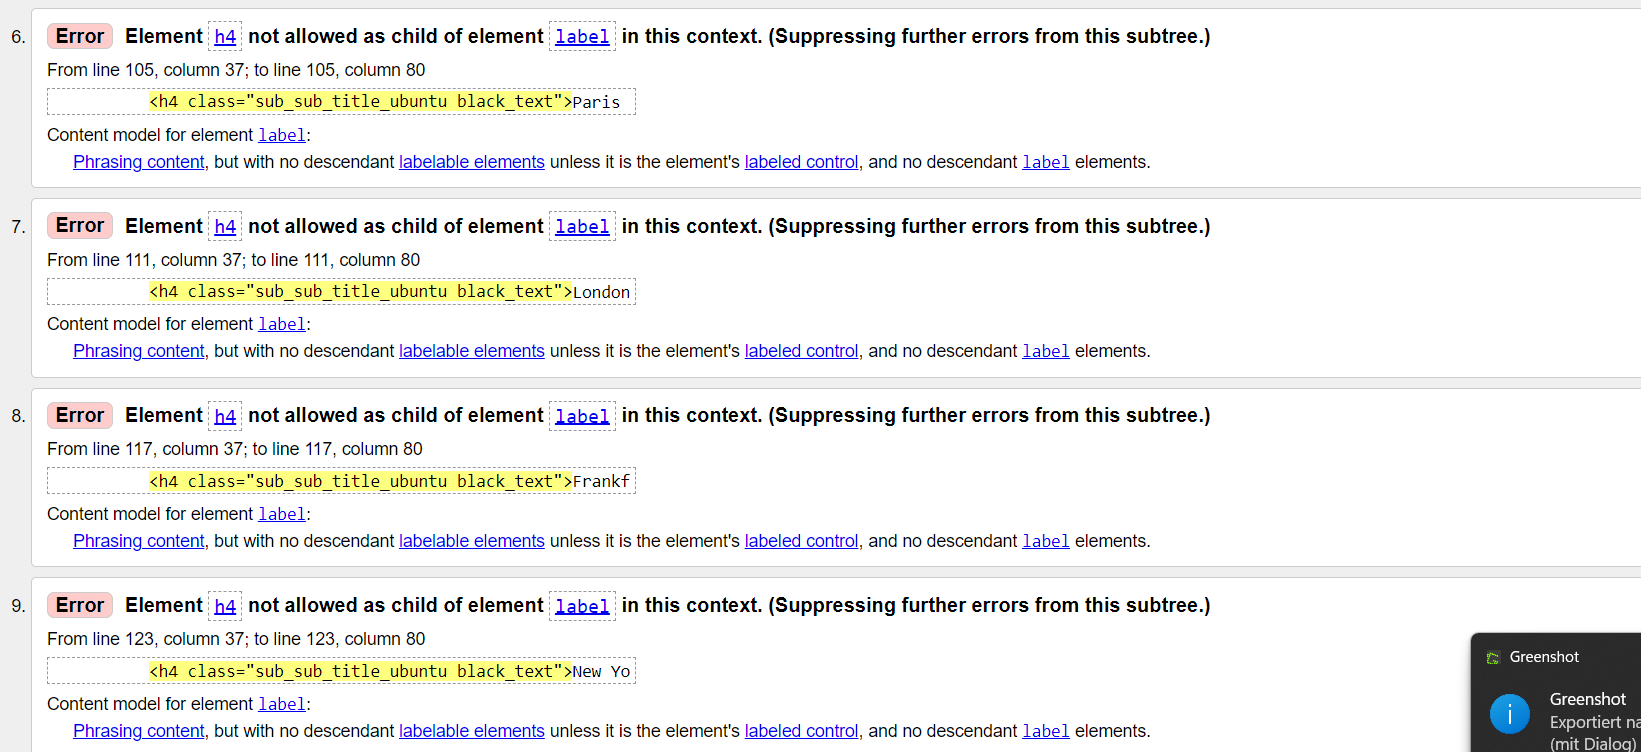 6. Error Element h4 not allowed as child of element label in this context. (Suppressing further errors from this subtree.)
From line 105, column 37; to line 105, column 80
<h4 class="sub_sub_title_ubuntu black_text">Paris
Content model for element label:
Phrasing content, but with no descendant labelable elements unless it is the element's labeled control, and no descendant label elements.
7. Error Element h4 not allowed as child of element label in this context. (Suppressing further errors from this subtree.)
From line 111, column 37; to line 111, column 80
<h4 class="sub_sub_title_ubuntu black_text">London
Content model for element label:
Phrasing content, but with no descendant labelable elements unless it is the element's labeled control, and no descendant label elements.
8. Error Element h4 not allowed as child of element label in this context. (Suppressing further errors from this subtree.)
From line 117, column 37; to line 117, column 80
<h4 class="sub_sub_title_ubuntu black_text">Frankf
Content model for element label:
Phrasing content, but with no descendant labelable elements unless it is the element's labeled control, and no descendant label elements.
9. Error Element h4 not allowed as child of element label in this context. (Suppressing further errors from this subtree.)
From line 123, column 37; to line 123, column 80
<h4 class="sub_sub_title_ubuntu black_text">New Yo
Content model for element label:
Phrasing content, but with no descendant labelable elements unless it is the element's labeled control, and no descendant label elements.
Greenshot
Greenshot
Exportiert na
(mit Dialog)